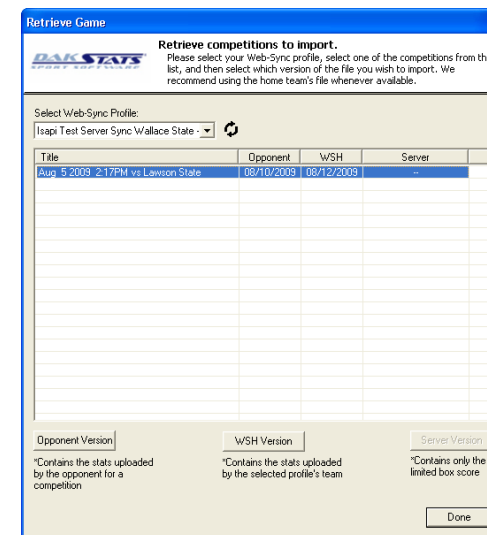 Retrieve Game
DAKSTATS
SPORT SOFTWARE
Retrieve competitions to import.
Please select your Web-Sync profile, select one of the competitions from th
list, and then select which version of the file you wish to import. We
recommend using the home team's file whenever available.
Select Web-Sync Profile:
Isapi Test Server Sync Wallace State -
Title Opponent WSH Server
Aug 5 2009 2:17PM vs Lawson State 08/10/2009 08/12/2009 --
Opponent Version WSH Version Server Version
*Contains the stats uploaded *Contains the stats uploaded *Contains only the
by the opponent for a by the selected profile's team limited box score
competition
Done